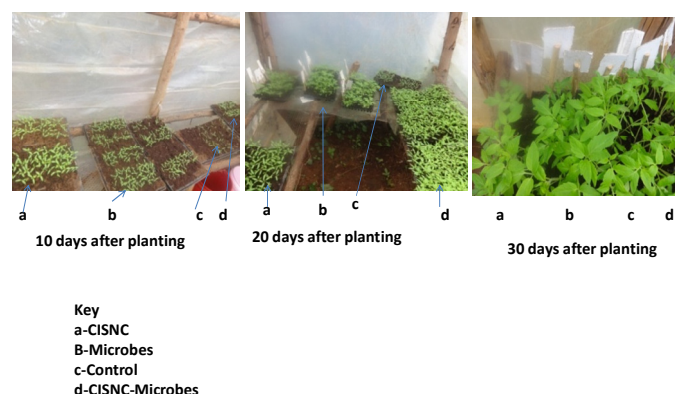 a b c d
10 days after planting
a b c d
20 days after planting
a b c d
30 days after planting
Key
a-CISNC
B-Microbes
c-Control
d-CISNC-Microbes